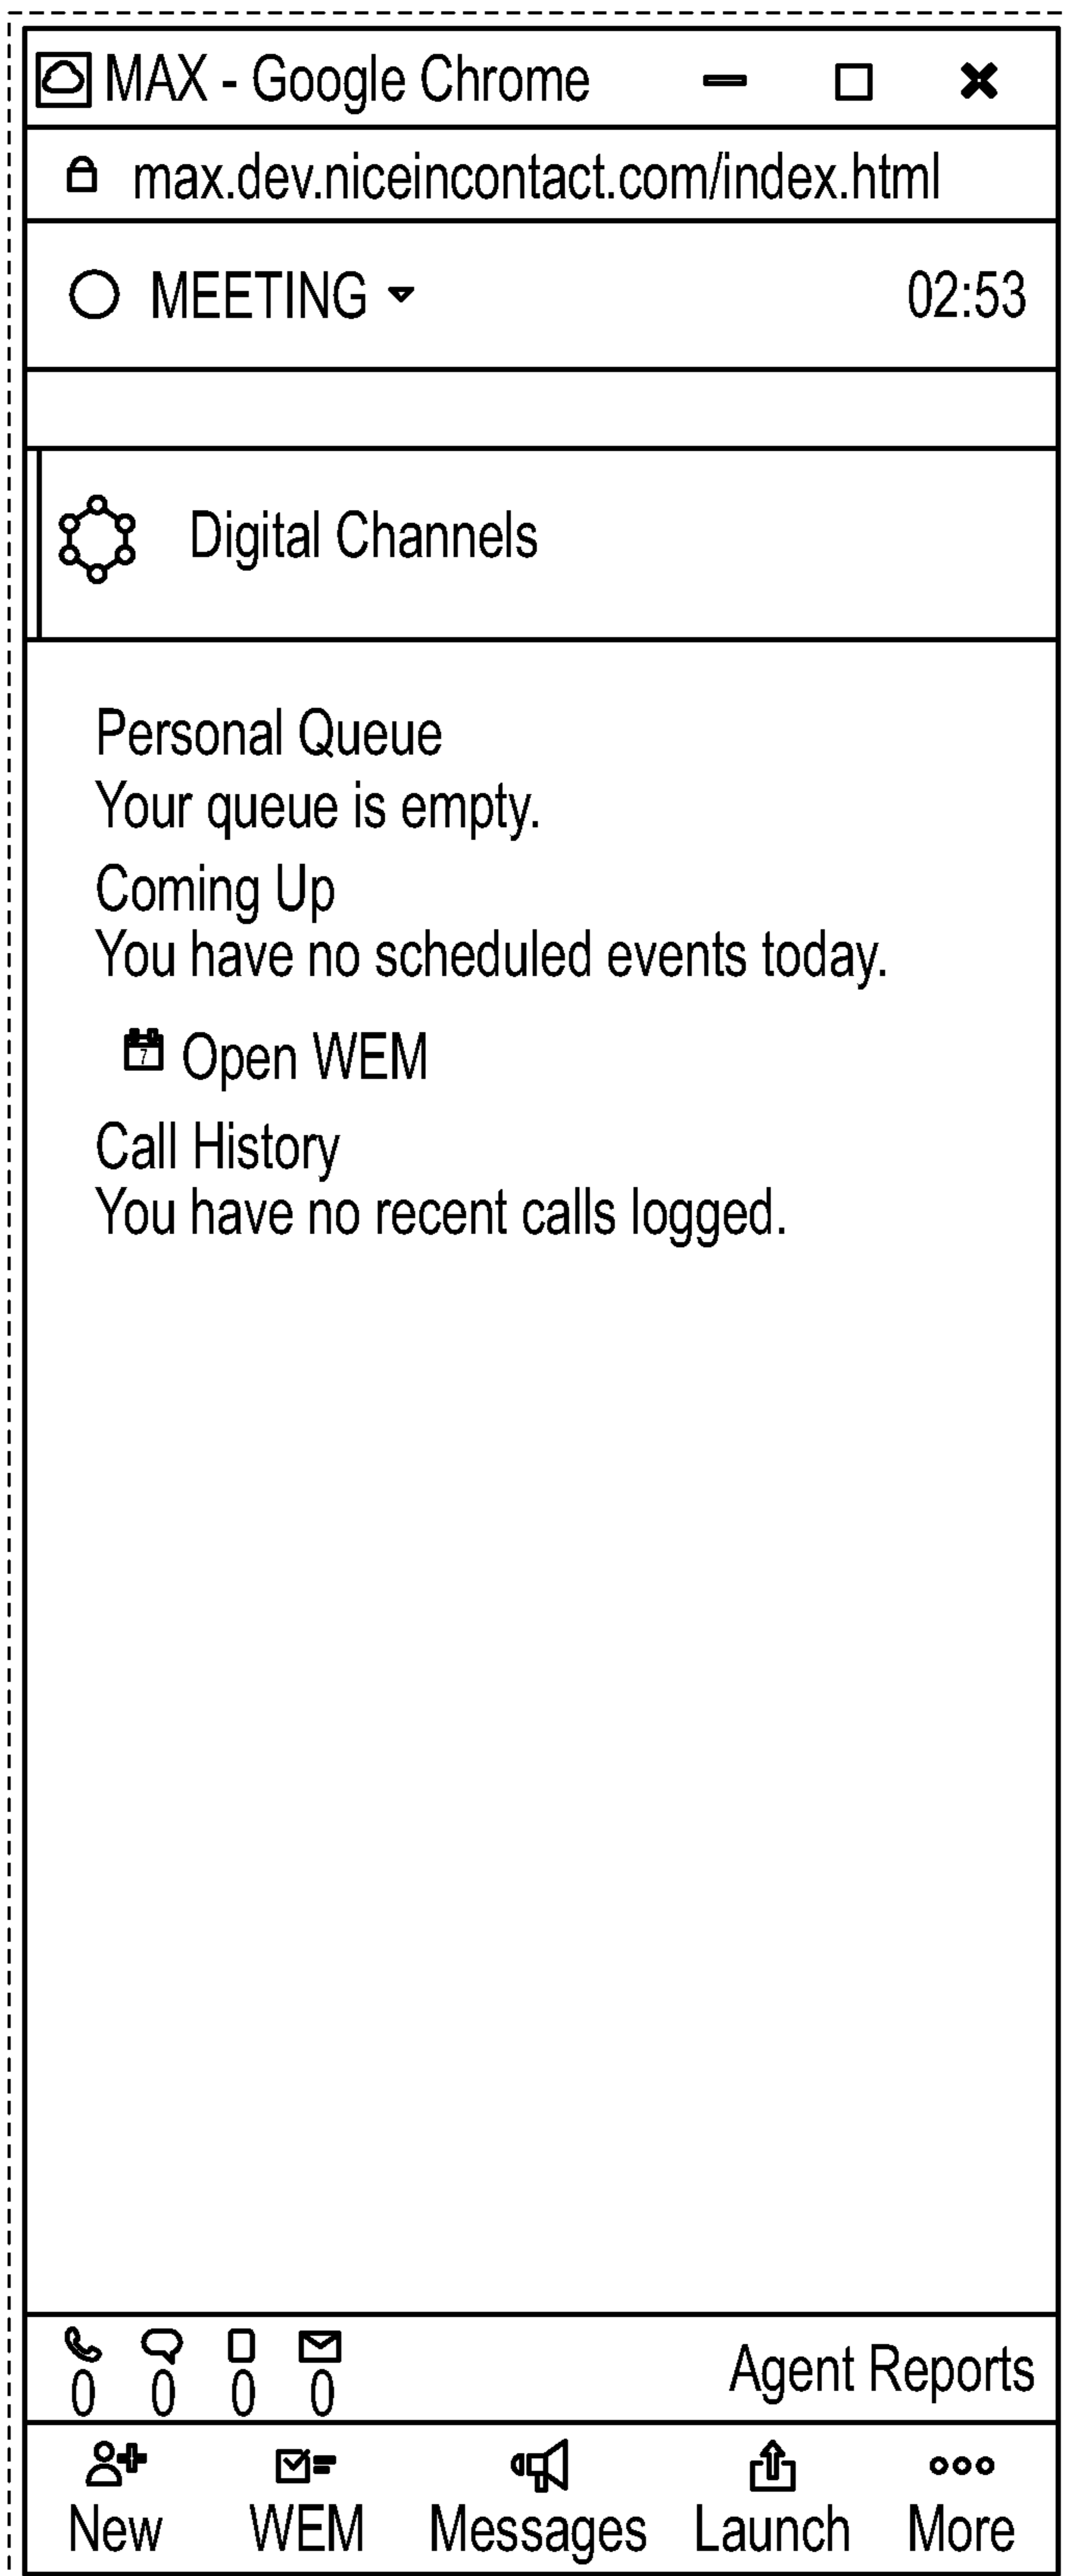 MAX - Google Chrome
max.dev.niceincontact.com/index.html
MEETING 02:53
Digital Channels
Personal Queue
Your queue is empty.
Coming Up
You have no scheduled events today.
7 Open WEM
Call History
You have no recent calls logged.
0 0 0 0 Agent Reports
New WEM Messages Launch More